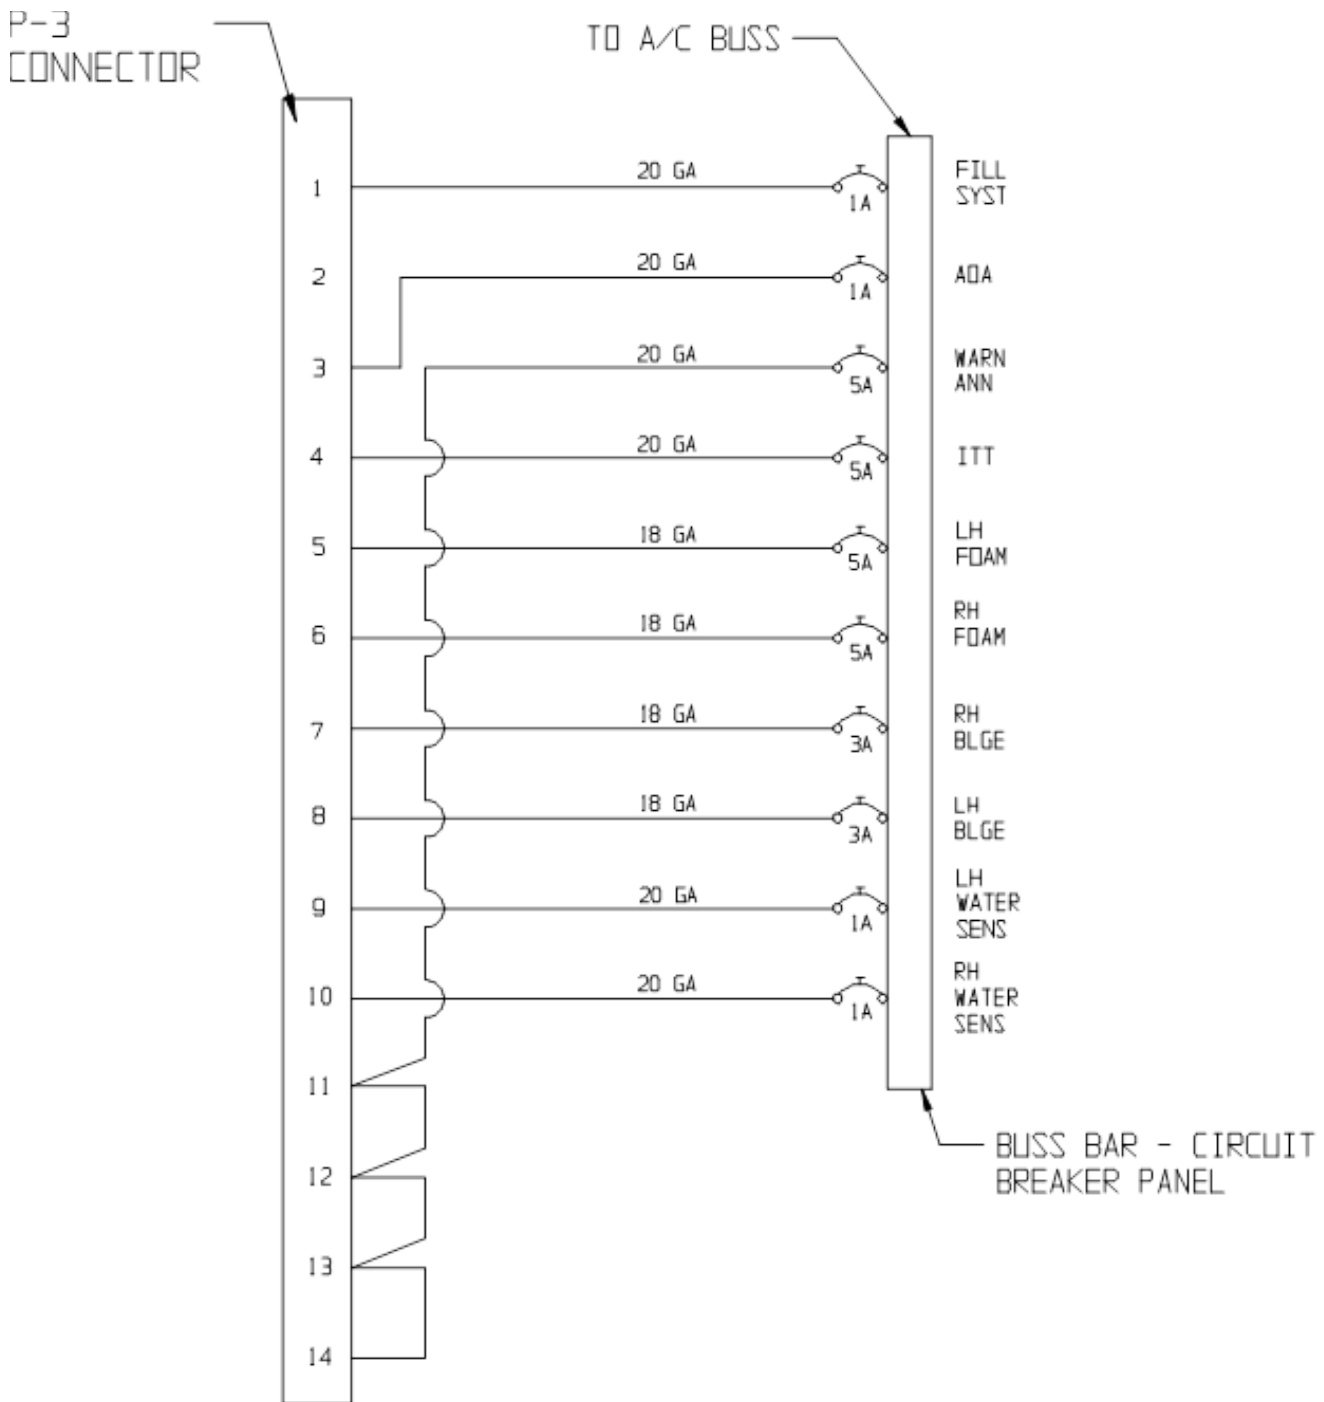 P-3
CONNECTOR
TO A/C BUSS
1
20 GA
1A
FILL
SYST
2
20 GA
1A
AOA
3
20 GA
5A
WARN
ANN
4
20 GA
5A
ITT
5
18 GA
5A
LH
FOAM
6
18 GA
5A
RH
FOAM
7
18 GA
3A
RH
BLGE
8
18 GA
3A
LH
BLGE
9
20 GA
1A
LH
WATER
SENS
10
20 GA
1A
RH
WATER
SENS
11
12
13
14
BUSS BAR - CIRCUIT
BREAKER PANEL